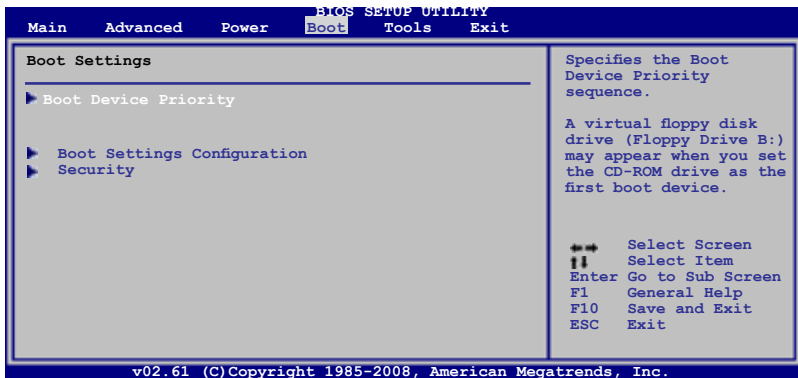 BIOS SETUP UTILITY
Main Advanced Power Boot Tools Exit
Boot Settings
Boot Device Priority
Boot Settings Configuration
Security
Specifies the Boot
Device Priority
sequence.
A virtual floppy disk
drive (Floppy Drive B:)
may appear when you set
the CD-ROM drive as the
first boot device.
Select Screen
Select Item
Enter Go to Sub Screen
F1 General Help
F10 Save and Exit
ESC Exit
v02.61 (C)Copyright 1985-2008, American Megatrends, Inc.